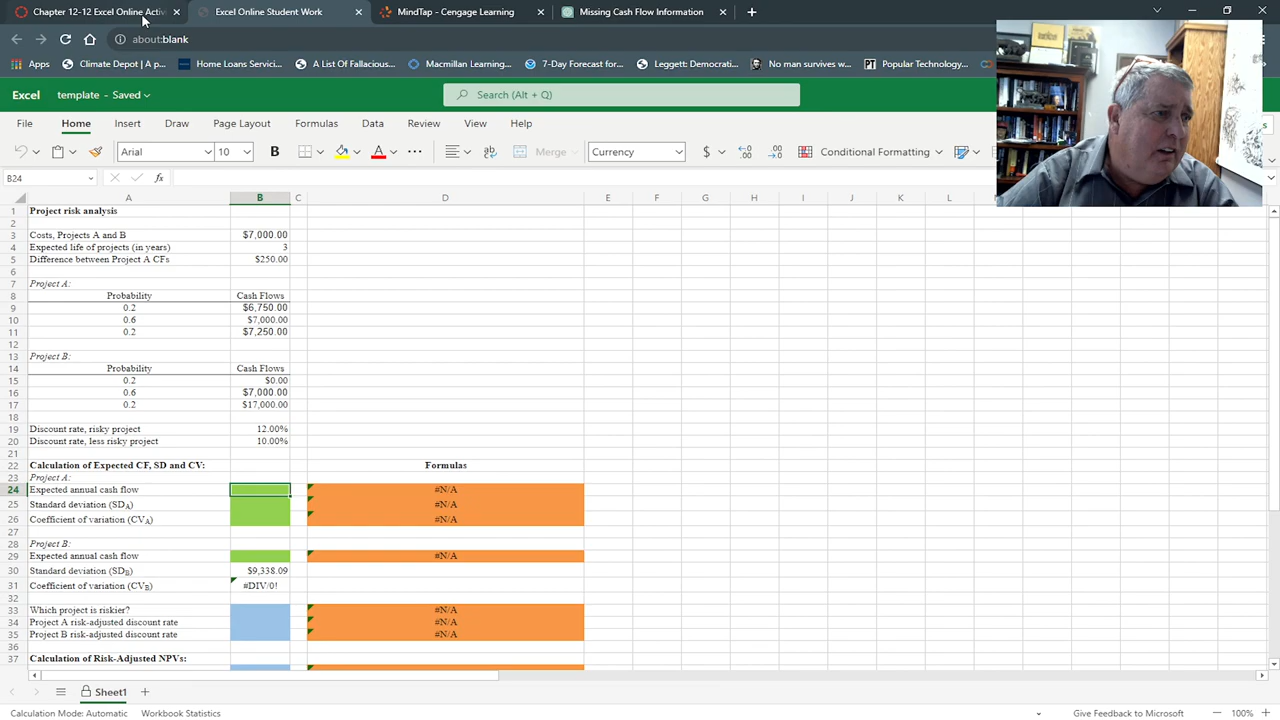 Chapter 12-12 Excel Online Activ
Excel Online Student Work
MindTap - Cengage Learning
Missing Cash Flow Information
about:blank
Apps
Climate Depot | A p...
Home Loans Servic...
A List of Fallacious...
Macmillan Learning...
7-Day Forecast for...
Leggett: Democrati...
No man survives w...
Popular Technology...
Excel
template - Saved
Search (Alt + Q)
File Home Insert Draw Page Layout Formulas Data Review View Help
Arial 10 B A ... ab Merge Currency $ Conditional Formatting
B24 fx
A B C D E F G H I J K L
1 Project risk analysis
2
3 Costs, Projects A and B $7,000.00
4 Expected life of projects (in years) 3
5 Difference between Project A CFs $250.00
6
7 Project A:
8 Probability Cash Flows
9 0.2 $6,750.00
10 0.6 $7,000.00
11 0.2 $7,250.00
12
13 Project B:
14 Probability Cash Flows
15 0.2 $0.00
16 0.6 $7,000.00
17 0.2 $17,000.00
18
19 Discount rate, risky project 12.00%
20 Discount rate, less risky project 10.00%
21
22 Calculation of Expected CF, SD and CV: Formulas
23 Project A:
24 Expected annual cash flow #N/A
25 Standard deviation (SDA) #N/A
26 Coefficient of variation (CVA) #N/A
27
28 Project B:
29 Expected annual cash flow #N/A
30 Standard deviation (SDB) $9,338.09
31 Coefficient of variation (CVB) #DIV/0!
32
33 Which project is riskier? #N/A
34 Project A risk-adjusted discount rate #N/A
35 Project B risk-adjusted discount rate #N/A
36
37 Calculation of Risk-Adjusted NPVs:
Sheet1
Calculation Mode: Automatic Workbook Statistics Give Feedback to Microsoft 100%